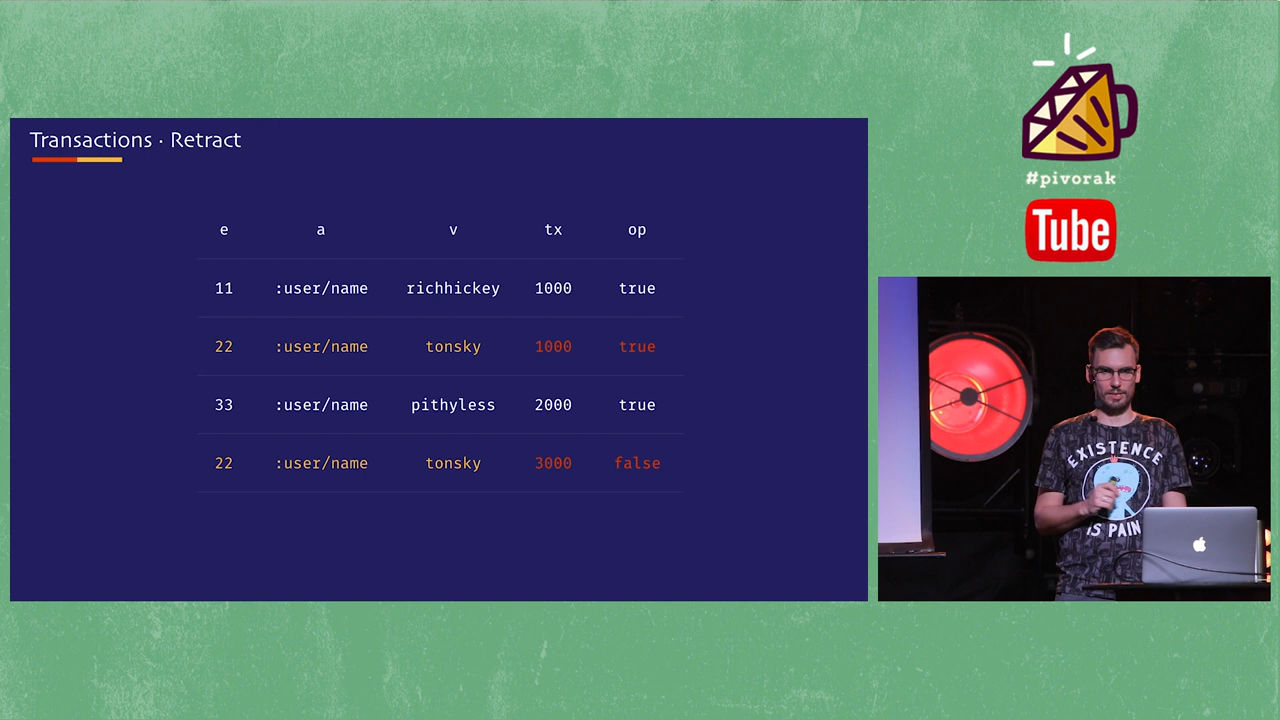 Transactions · Retract
e a v tx op
11 :user/name richhickey 1000 true
22 :user/name tonsky 1000 true
33 :user/name pithyless 2000 true
22 :user/name tonsky 3000 false
#pivorak
Tube
EXISTENCE
IS PAIN